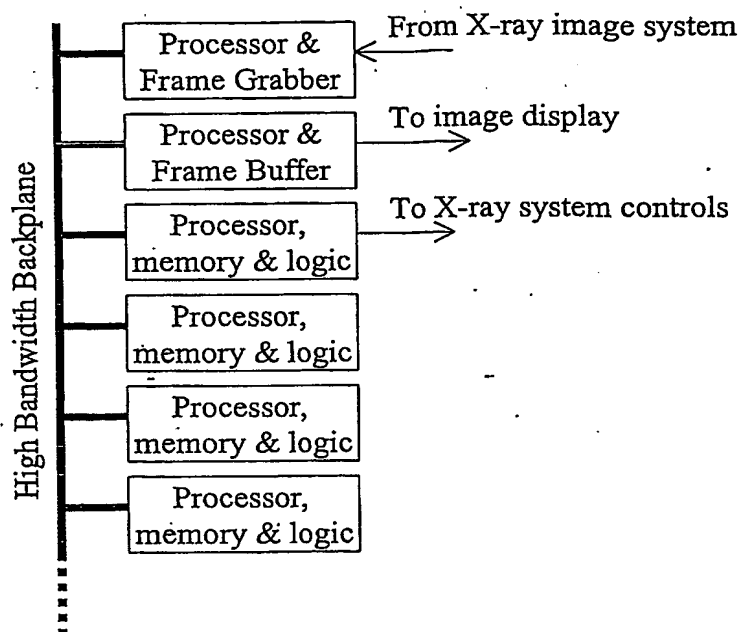 From X-ray image system
Processor &
Frame Grabber
To image display
Processor &
Frame Buffer
To X-ray system controls
Processor,
memory & logic
Processor,
memory & logic
Processor,
memory & logic
Processor,
memory & logic
High Bandwidth Backplane